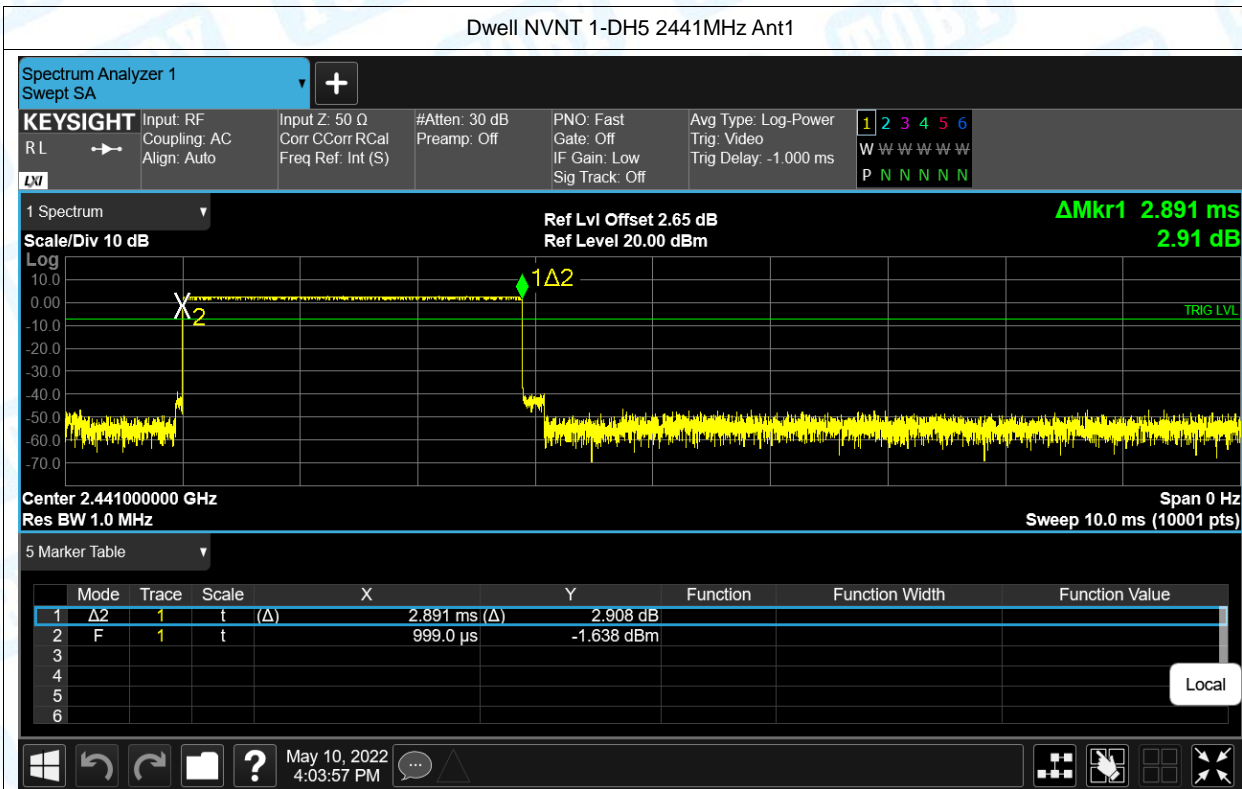 Dwell NVNT 1-DH5 2441MHz Ant1
Spectrum Analyzer 1
Swept SA
KEYSIGHT Input: RF Input Z: 50 Ω #Atten: 30 dB PNO: Fast Avg Type: Log-Power 1 2 3 4 5 6
RL Coupling: AC Corr CCorr RCal Preamp: Off Gate: Off Trig: Video W W W W W W
Align: Auto Freq Ref: Int (S) IF Gain: Low Trig Delay: -1.000 ms
LXI Sig Track: Off P N N N N N
1 Spectrum Ref Lvl Offset 2.65 dB ΔMkr1 2.891 ms
Scale/Div 10 dB Ref Level 20.00 dBm 2.91 dB
Log
1Δ2
10.0
0.00
2
TRIG LVL
-10.0
-20.0
-30.0
-40.0
-50.0
-60.0
-70.0
Center 2.441000000 GHz Span 0 Hz
Res BW 1.0 MHz Sweep 10.0 ms (10001 pts)
5 Marker Table
Mode Trace Scale X Y Function Function Width Function Value
1 Δ2 1 t (Δ) 2.891 ms (Δ) 2.908 dB
2 F 1 t 999.0 µs -1.638 dBm
3
4
5
6
Local
? May 10, 2022
4:03:57 PM